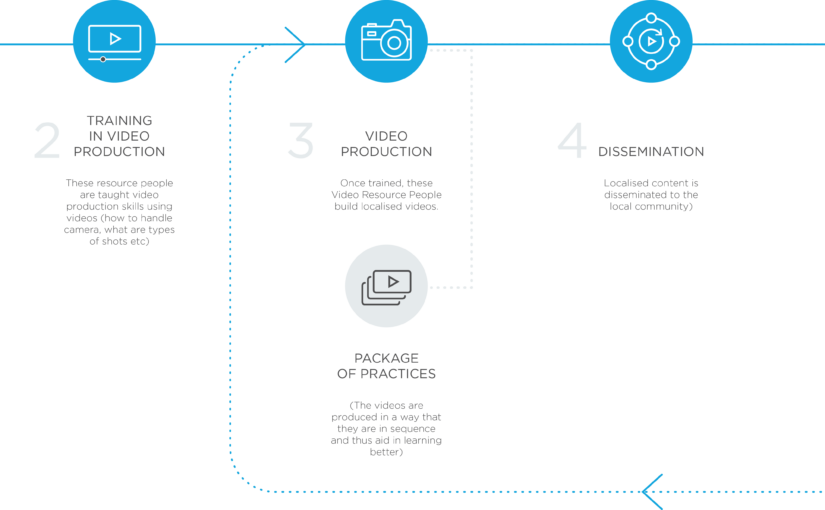 2
TRAINING
IN VIDEO
PRODUCTION
These resource people
are taught video
production skills using
videos (how to handle
camera, what are types
of shots etc)
3
VIDEO
PRODUCTION
Once trained, these
Video Resource People
build localised videos.
PACKAGE
OF PRACTICES
(The videos are
produced in a way that
they are in sequence
and thus aid in learning
better)
4
DISSEMINATION
Localised content is
disseminated to the
local community)